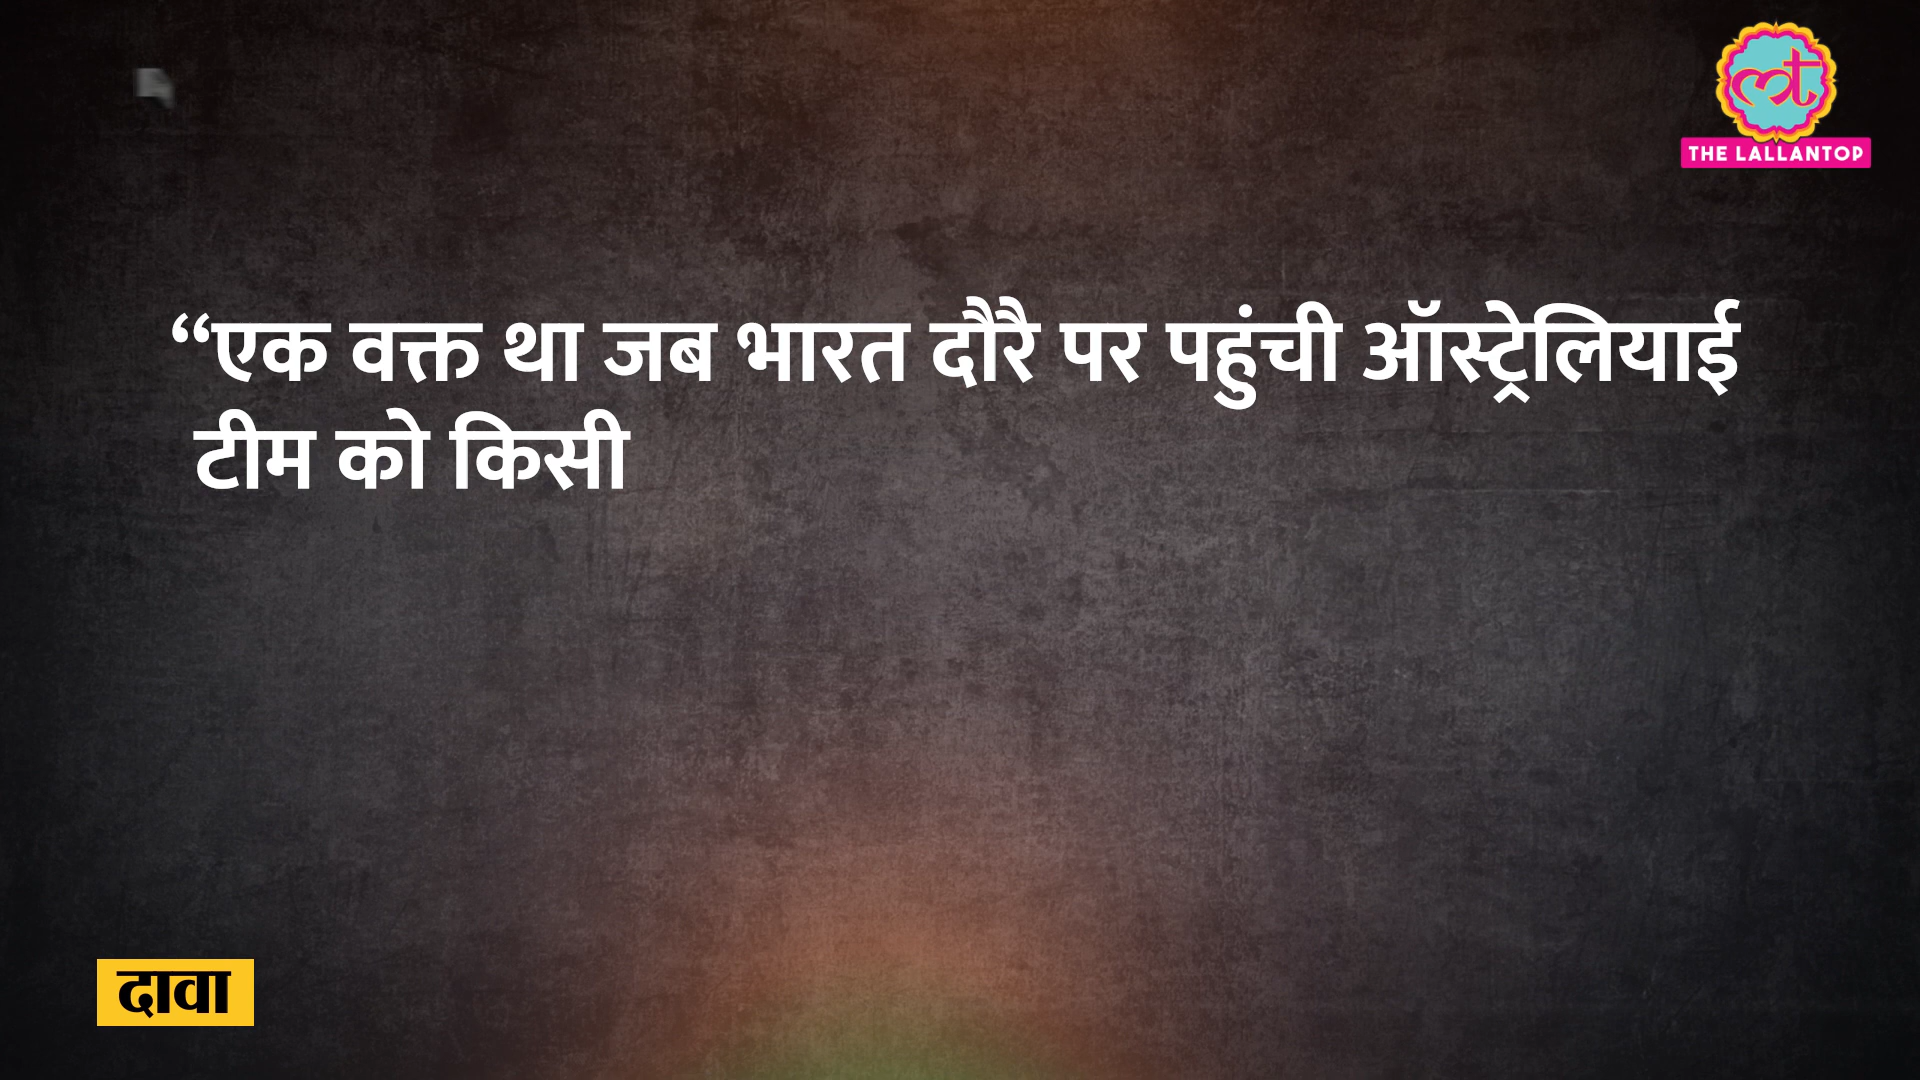 THE LALLANTOP
“एक वक्त था जब भारत दौरै पर पहुंची ऑस्ट्रेलियाई
टीम को किसी
दावा